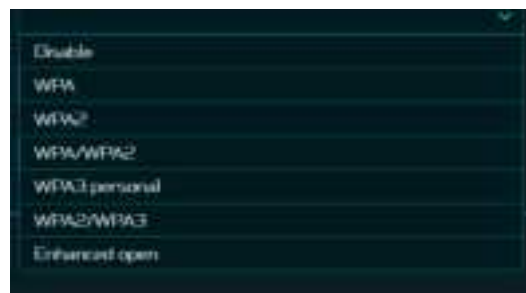 Disable
WPA
WPA2
WPA/WPA2
WPA3 personal
WPA2/WPA3
Enhanced open